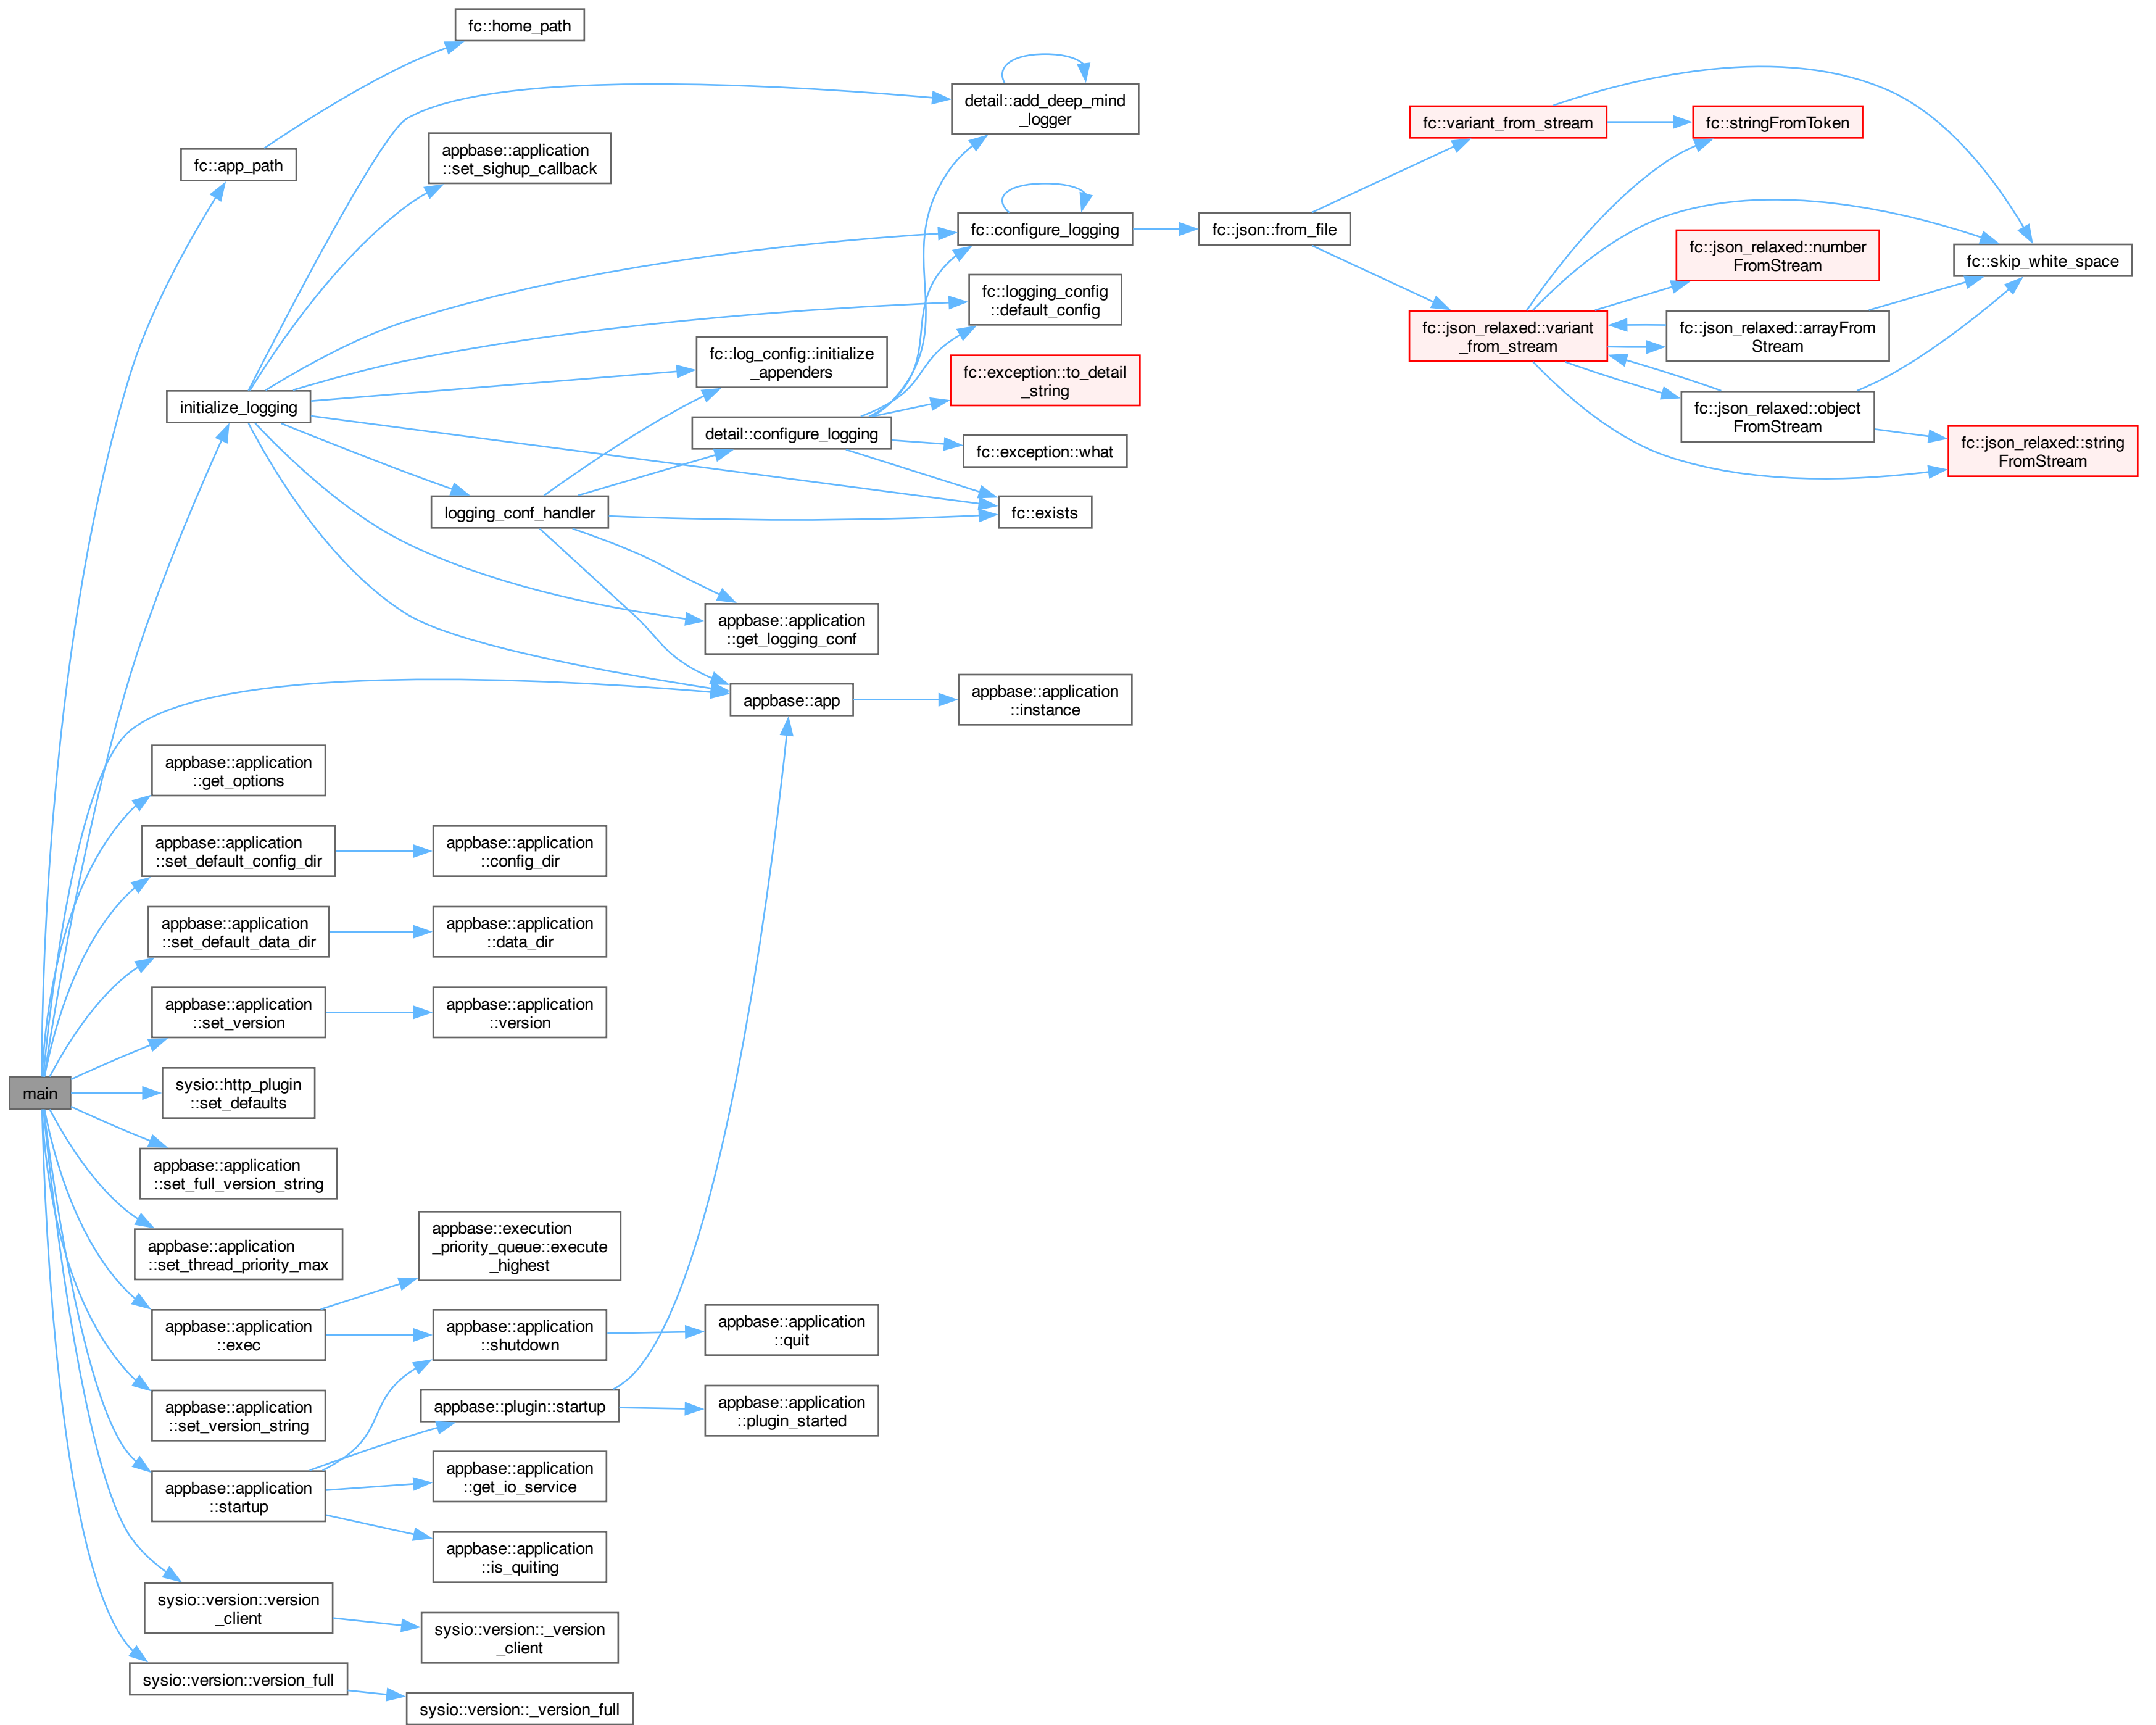 fc::home_path
detail::add_deep_mind
_logger
fc::variant_from_stream
fc::stringFromToken
appbase::application
::set_sighup_callback
fc::app_path
fc::configure_logging
fc::json::from_file
fc::json_relaxed::number
FromStream
fc::skip_white_space
fc::logging_config
::default_config
fc::json_relaxed::variant
_from_stream
fc::json_relaxed::arrayFrom
Stream
fc::log_config::initialize
_appenders
fc::exception::to_detail
_string
initialize_logging
fc::json_relaxed::object
FromStream
detail::configure_logging
fc::exception::what
fc::json_relaxed::string
FromStream
logging_conf_handler
fc::exists
appbase::application
::get_logging_conf
appbase::app
appbase::application
::instance
appbase::application
::get_options
appbase::application
::set_default_config_dir
appbase::application
::config_dir
appbase::application
::set_default_data_dir
appbase::application
::data_dir
appbase::application
::set_version
appbase::application
::version
main
sysio::http_plugin
::set_defaults
appbase::application
::set_full_version_string
appbase::application
::set_thread_priority_max
appbase::execution
_priority_queue::execute
_highest
appbase::application
::exec
appbase::application
::shutdown
appbase::application
::quit
appbase::application
::set_version_string
appbase::plugin::startup
appbase::application
::plugin_started
appbase::application
::startup
appbase::application
::get_io_service
appbase::application
::is_quiting
sysio::version::version
_client
sysio::version::_version
_client
sysio::version::version_full
sysio::version::_version_full